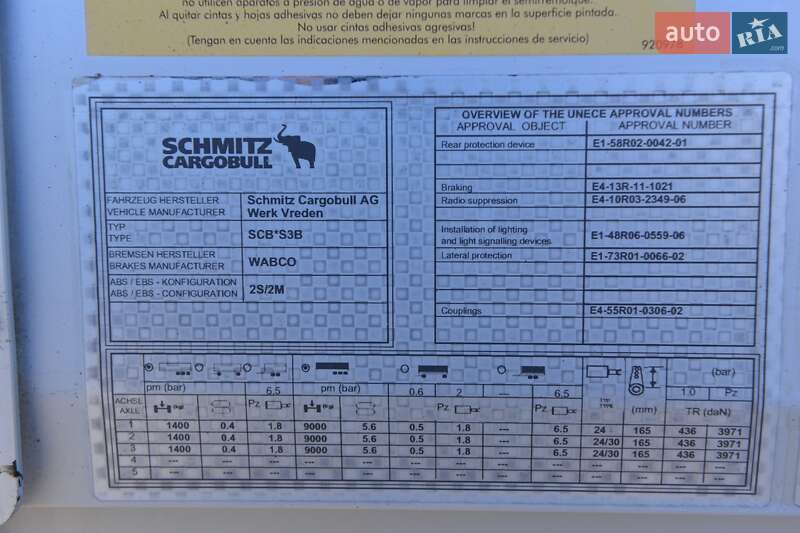 no utilicen aparatos a presión de agua o de vapor para limpiar el semirremolque.
Al quitar cintas y hojas adhesivas no deben dejar ningunas marcas en la superficie pintada.
No usar cintas adhesivas agresivas!
(Tengan en cuenta las indicaciones mencionadas en las instrucciones de servicio)
920978
auto RIA
.com
SCHMITZ
CARGOBULL
FAHRZEUG HERSTELLER
VEHICLE MANUFACTURER
Schmitz Cargobull AG
Werk Vreden
TYP
TYPE
SCB*S3B
BREMSEN HERSTELLER
BRAKES MANUFACTURER
WABCO
ABS / EBS - KONFIGURATION
ABS / EBS - CONFIGURATION
2S/2M
OVERVIEW OF THE UNECE APPROVAL NUMBERS
APPROVAL OBJECT APPROVAL NUMBER
Rear protection device E1-58R02-0042-01
Braking E4-13R-11-1021
Radio suppression E4-10R03-2349-06
Installation of lighting
and light signalling devices E1-48R06-0559-06
Lateral protection E1-73R01-0066-02
Couplings E4-55R01-0306-02
(bar)
pm (bar) 6.5 pm (bar) 0.6 2 --- 6.5 1.0 Pz
ACHSE
AXLE
(kg) Pz (kg) Pz Pz TYP
TYPE (mm) TR (daN)
1 1400 0.4 1.8 9000 5.6 0.5 1.8 --- 6.5 24 165 436 3971
2 1400 0.4 1.8 9000 5.6 0.5 1.8 --- 6.5 24/30 165 436 3971
3 1400 0.4 1.8 9000 5.6 0.5 1.8 --- 6.5 24/30 165 436 3971
4 --- --- --- --- --- --- --- --- --- --- --- --- ---
5 --- --- --- --- --- --- --- --- --- --- --- --- ---